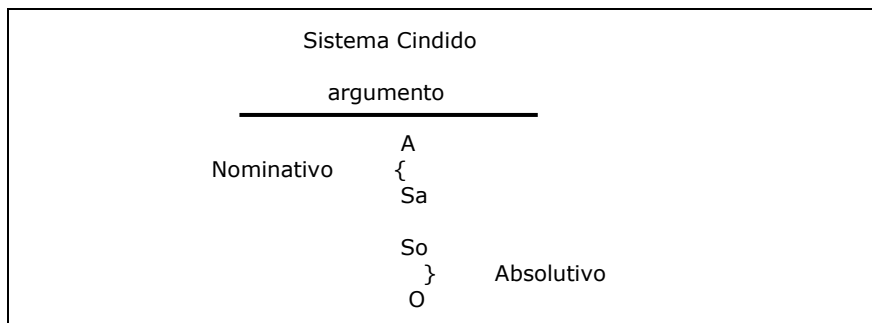 Sistema Cindido
argumento
A
Nominativo {
Sa
So
} Absolutivo
O